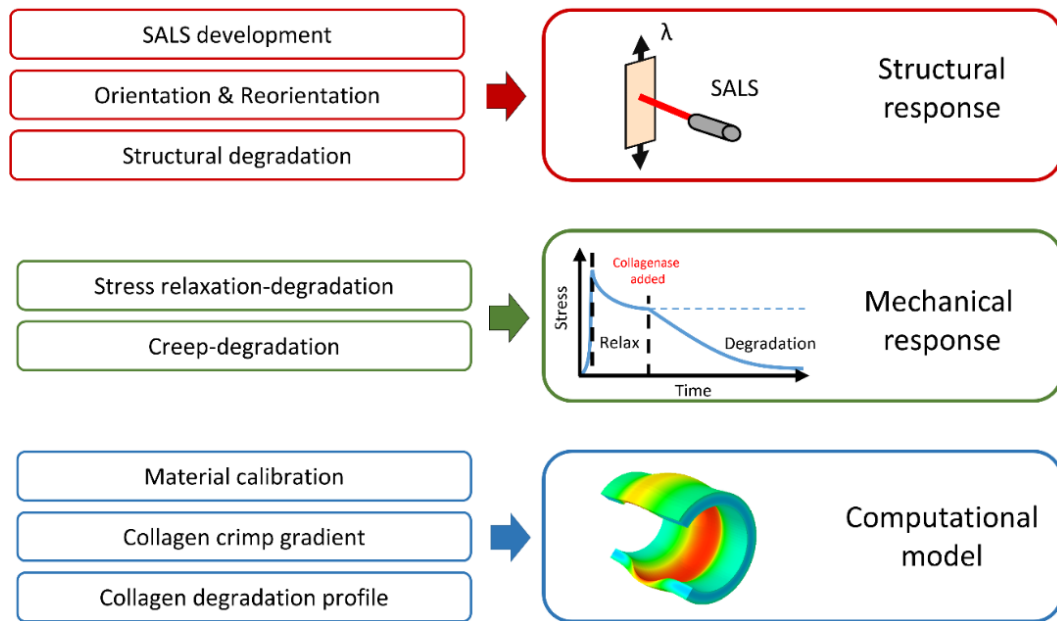 SALS development
Orientation & Reorientation
Structural degradation
λ
SALS
Structural
response
Stress relaxation-degradation
Creep-degradation
Stress
Collagenase
added
Relax
Degradation
Time
Mechanical
response
Material calibration
Collagen crimp gradient
Collagen degradation profile
Computational
model